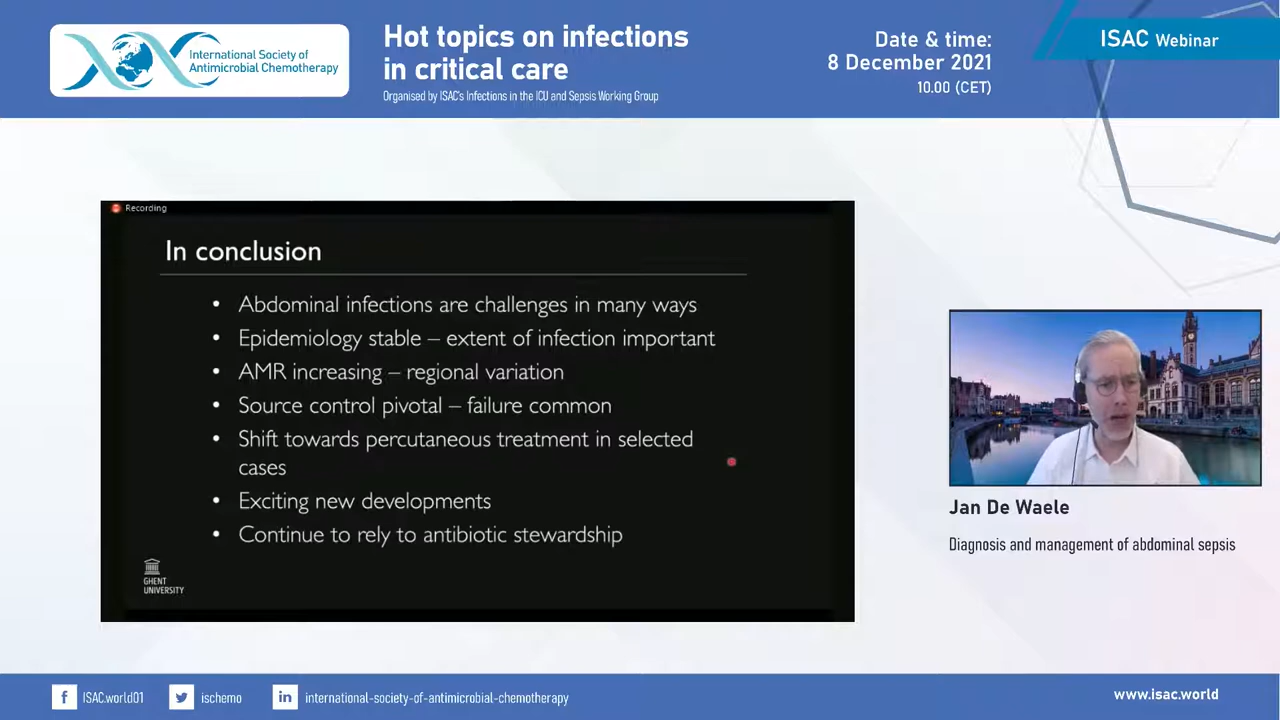 International Society of
Antimicrobial Chemotherapy
Hot topics on infections
in critical care
Organised by ISAC's Infections in the ICU and Sepsis Working Group
Date & time:
8 December 2021
10.00 (CET)
ISAC Webinar
Recording
In conclusion
• Abdominal infections are challenges in many ways
• Epidemiology stable – extent of infection important
• AMR increasing – regional variation
• Source control pivotal – failure common
• Shift towards percutaneous treatment in selected
cases
• Exciting new developments
• Continue to rely to antibiotic stewardship
GHENT
UNIVERSITY
Jan De Waele
Diagnosis and management of abdominal sepsis
f ISAC.world01
ischemo
in international-society-of-antimicrobial-chemotherapy
www.isac.world